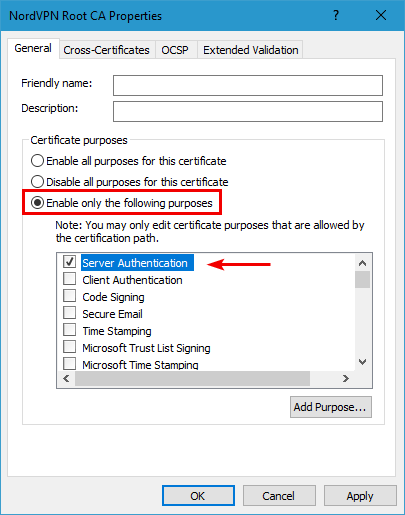 NordVPN Root CA Properties
General Cross-Certificates OCSP Extended Validation
Friendly name:
Description:
Certificate purposes
Enable all purposes for this certificate
Disable all purposes for this certificate
Enable only the following purposes
Note: You may only edit certificate purposes that are allowed by
the certification path.
Server Authentication
Client Authentication
Code Signing
Secure Email
Time Stamping
Microsoft Trust List Signing
Microsoft Time Stamping
Add Purpose...
OK Cancel Apply